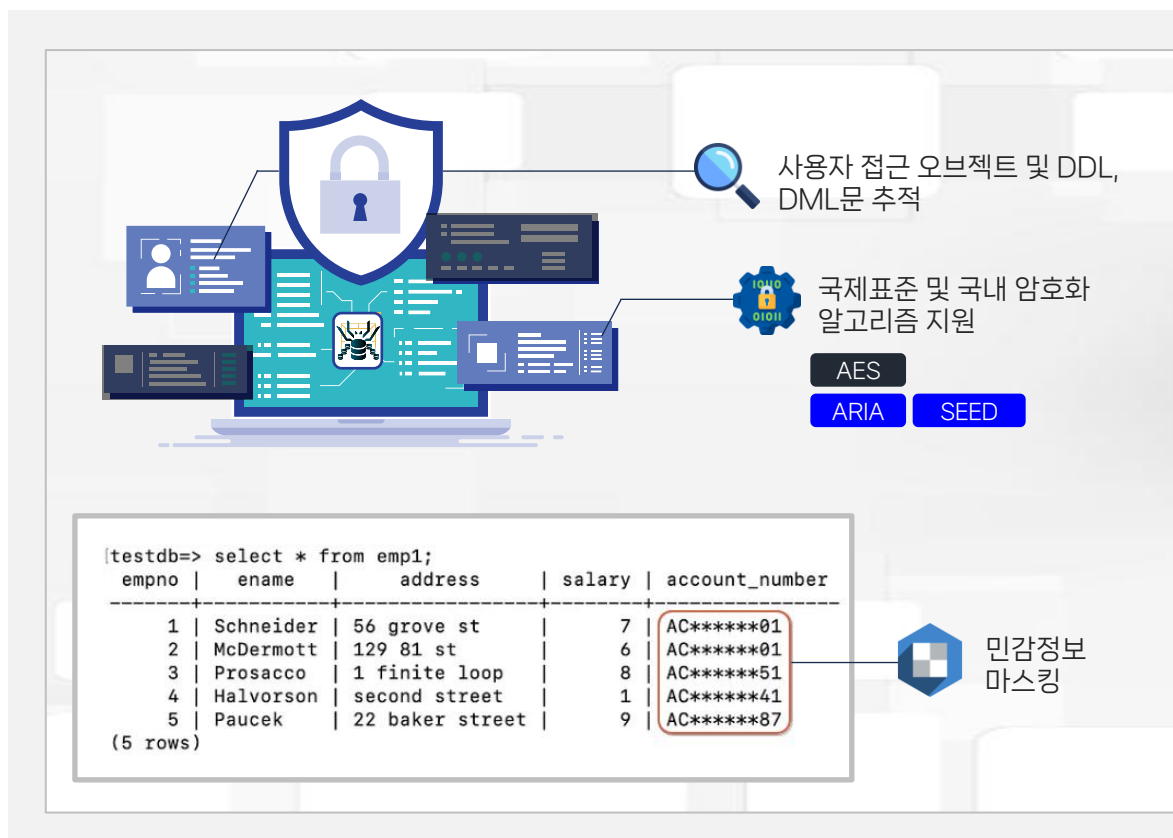 사용자 접근 오브젝트 및 DDL,
DML문 추적
10110
01011
국제표준 및 국내 암호화
알고리즘 지원
AES
ARIA SEED
testdb=> select * from emp1;
empno | ename | address | salary | account_number
-------+-----------+-----------------+--------+----------------
1 | Schneider | 56 grove st | 7 | AC******01
2 | McDermott | 129 81 st | 6 | AC******01
3 | Prosacco | 1 finite loop | 8 | AC******51
4 | Halvorson | second street | 1 | AC******41
5 | Paucek | 22 baker street | 9 | AC******87
(5 rows)
민감정보
마스킹